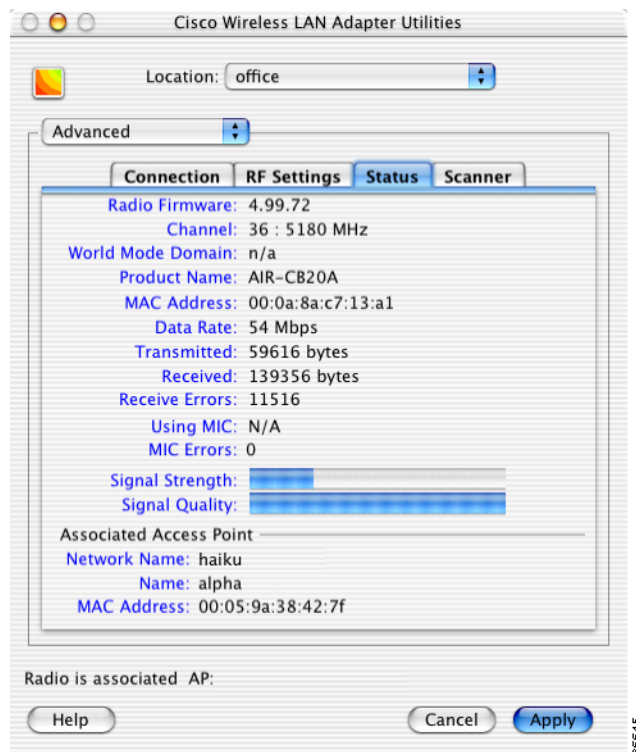 Cisco Wireless LAN Adapter Utilities
Location: office
Advanced
Connection RF Settings Status Scanner
Radio Firmware: 4.99.72
Channel: 36 : 5180 MHz
World Mode Domain: n/a
Product Name: AIR-CB20A
MAC Address: 00:0a:8a:c7:13:a1
Data Rate: 54 Mbps
Transmitted: 59616 bytes
Received: 139356 bytes
Receive Errors: 11516
Using MIC: N/A
MIC Errors: 0
Signal Strength:
Signal Quality:
Associated Access Point
Network Name: haiku
Name: alpha
MAC Address: 00:05:9a:38:42:7f
Radio is associated AP:
Help Cancel Apply